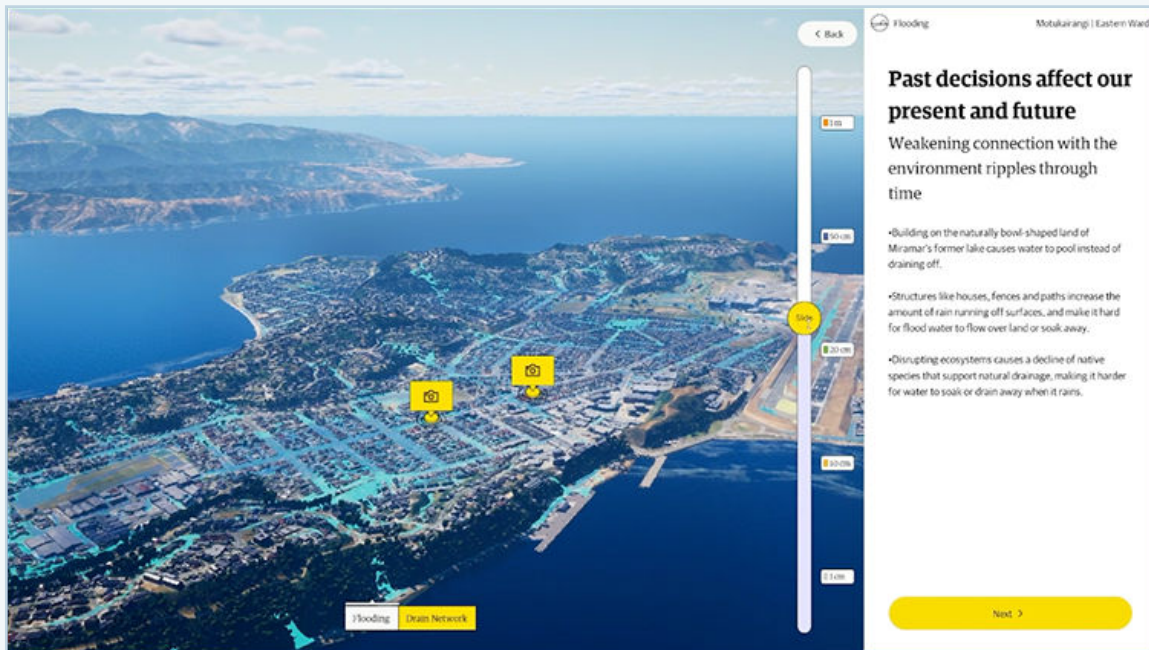 Back
1 m
50 cm
Slide
20 cm
10 cm
Flooding
Drain Network
Flooding
Motukairangi | Eastern Ward
Past decisions affect our
present and future
Weakening connection with the
environment ripples through
time
•Building on the naturally bowl-shaped land of
Miramar's former lake causes water to pool instead of
draining off.
•Structures like houses, fences and paths increase the
amount of rain running off surfaces, and make it hard
for flood water to flow over land or soak away.
•Disrupting ecosystems causes a decline of native
species that support natural drainage, making it harder
for water to soak or drain away when it rains.
Next